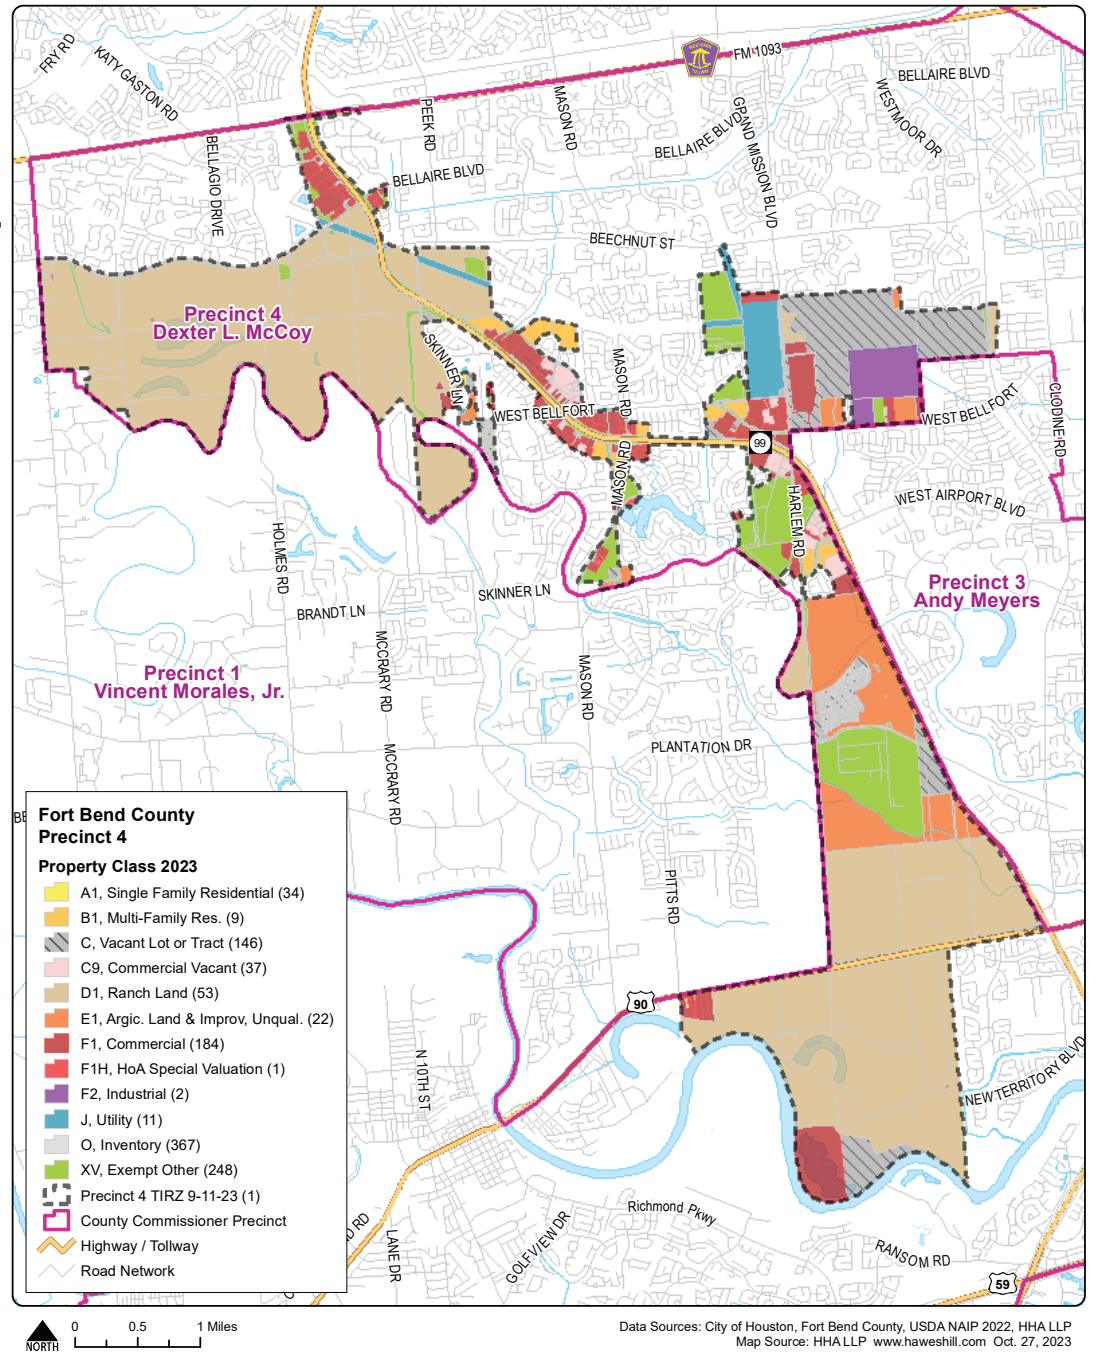 FM 1093
WESTPARK
TOLLWAY
FRY RD
KATY GASTON RD
BELLAIRE BLVD
WESTMOOR DR
PEEK RD
MASON RD
GRAND MISSION BLVD
BELLAIRE BLVD
BELLAGIO DRIVE
BELLAIRE BLVD
BEECHNUT ST
Precinct 4
Dexter L. McCoy
SKINNER LN
MASON RD
WEST BELLFORT
WEST BELLFORT
CLODINE RD
99
MASON RD
HARLEM RD
WEST AIRPORT BLVD
HOLMES RD
SKINNER LN
BRANDT LN
Precinct 3
Andy Meyers
Precinct 1
Vincent Morales, Jr.
MCCRARY RD
MASON RD
PLANTATION DR
MCCRARY RD
BE
PITTS RD
90
N 10TH ST
NEW TERRITORY BLVD
Richmond Pkwy
RD
LANE DR
GOLFVIEW DR
RANSOM RD
59
Fort Bend County
Precinct 4
Property Class 2023
A1, Single Family Residential (34)
B1, Multi-Family Res. (9)
C, Vacant Lot or Tract (146)
C9, Commercial Vacant (37)
D1, Ranch Land (53)
E1, Argic. Land & Improv, Unqual. (22)
F1, Commercial (184)
F1H, HoA Special Valuation (1)
F2, Industrial (2)
J, Utility (11)
O, Inventory (367)
XV, Exempt Other (248)
Precinct 4 TIRZ 9-11-23 (1)
County Commissioner Precinct
Highway / Tollway
Road Network
NORTH
0 0.5 1 Miles
Data Sources: City of Houston, Fort Bend County, USDA NAIP 2022, HHA LLP
Map Source: HHA LLP www.haweshill.com Oct. 27, 2023